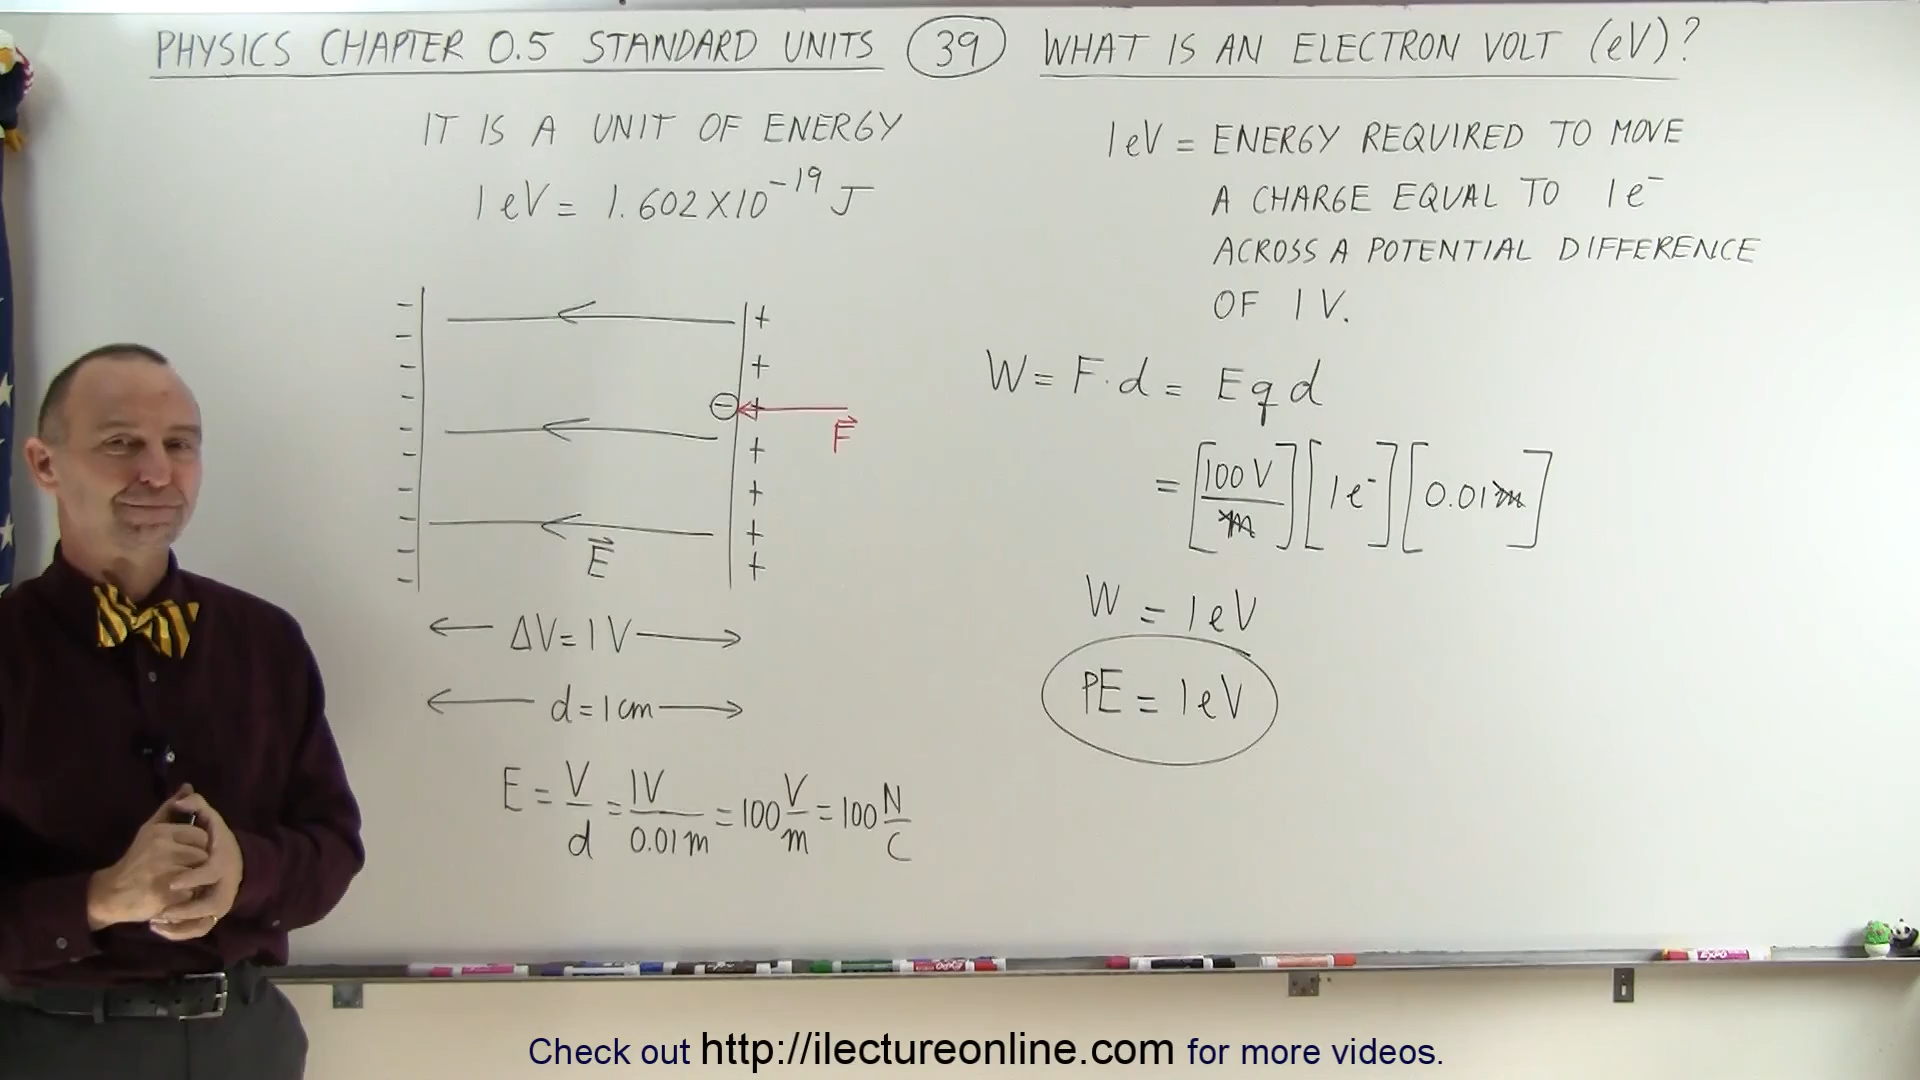 PHYSICS CHAPTER 0.5 STANDARD UNITS 39 WHAT IS AN ELECTRON VOLT (eV)?
IT IS A UNIT OF ENERGY
1 eV = 1.602 X 10⁻¹⁹ J
- - - - - - - - - -
+ + + + + + + +
⊖
F⃗
E⃗
ΔV = 1 V
d = 1 cm
E = V/d = 1V/0.01 m = 100 V/m = 100 N/C
1 eV = ENERGY REQUIRED TO MOVE
A CHARGE EQUAL TO 1 e⁻
ACROSS A POTENTIAL DIFFERENCE
OF 1 V.
W = F · d = E q d
= [100 V/m] [1 e⁻] [0.01 m]
W = 1 eV
PE = 1 eV
EXPO
Check out http://ilectureonline.com for more videos.